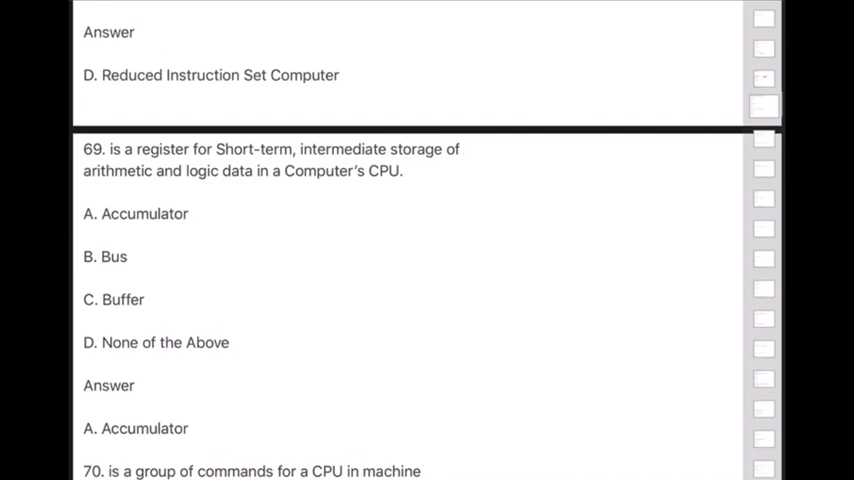 Answer
D. Reduced Instruction Set Computer
69. is a register for Short-term, intermediate storage of
arithmetic and logic data in a Computer’s CPU.
A. Accumulator
B. Bus
C. Buffer
D. None of the Above
Answer
A. Accumulator
70. is a group of commands for a CPU in machine